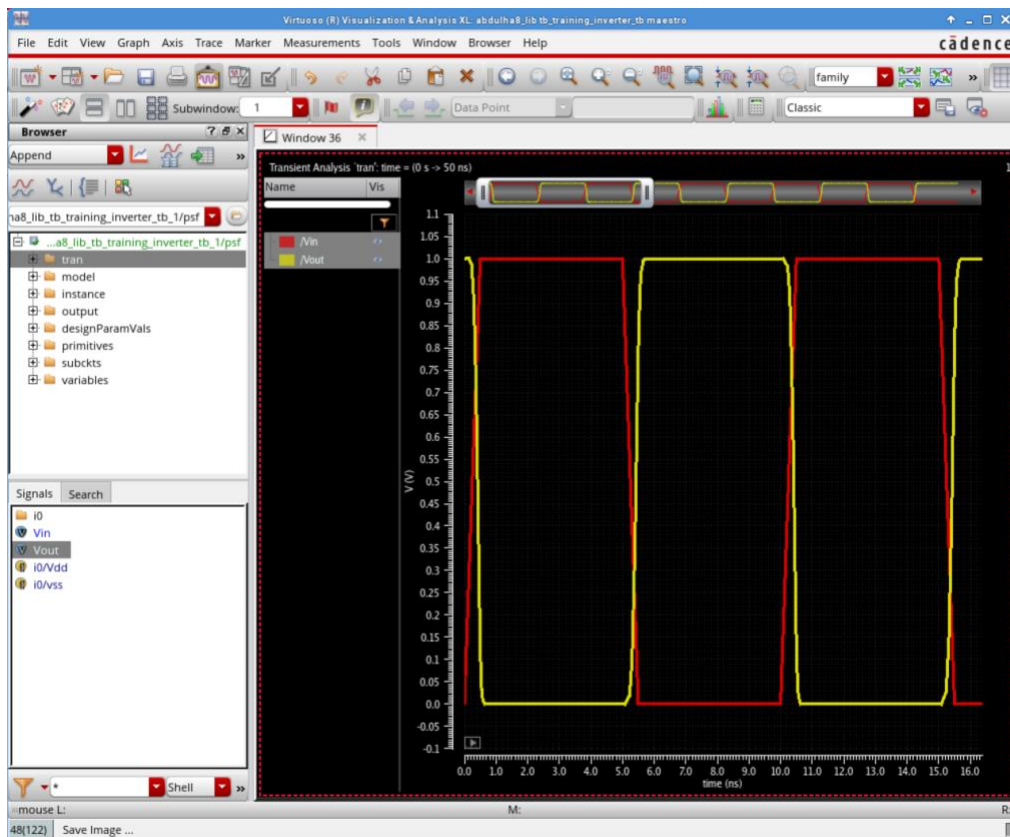 Virtuoso (R) Visualization & Analysis XL: abdulha8_lib tb_training_inverter_tb maestro
File Edit View Graph Axis Trace Marker Measurements Tools Window Browser Help
cādence
family
Subwindow: 1
Data Point
Classic
Browser
Window 36
Append
Transient Analysis `tran': time = (0 s -> 50 ns)
1
Name Vis
na8_lib_tb_training_inverter_tb_1/psf
...a8_lib_tb_training_inverter_tb_1/psf
tran
model
instance
output
designParamVals
primitives
subckts
variables
/Vin
/Vout
Signals Search
i0
Vin
Vout
i0/Vdd
i0/vss
1.1
1.05
1.0
0.95
0.9
0.85
0.8
0.75
0.7
0.65
0.6
0.55
0.5
0.45
0.4
0.35
0.3
0.25
0.2
0.15
0.1
0.05
0.0
-0.05
-0.1
V (V)
0.0 1.0 2.0 3.0 4.0 5.0 6.0 7.0 8.0 9.0 10.0 11.0 12.0 13.0 14.0 15.0 16.0
time (ns)
* Shell
mouse L: M: R:
48(122) Save Image ...